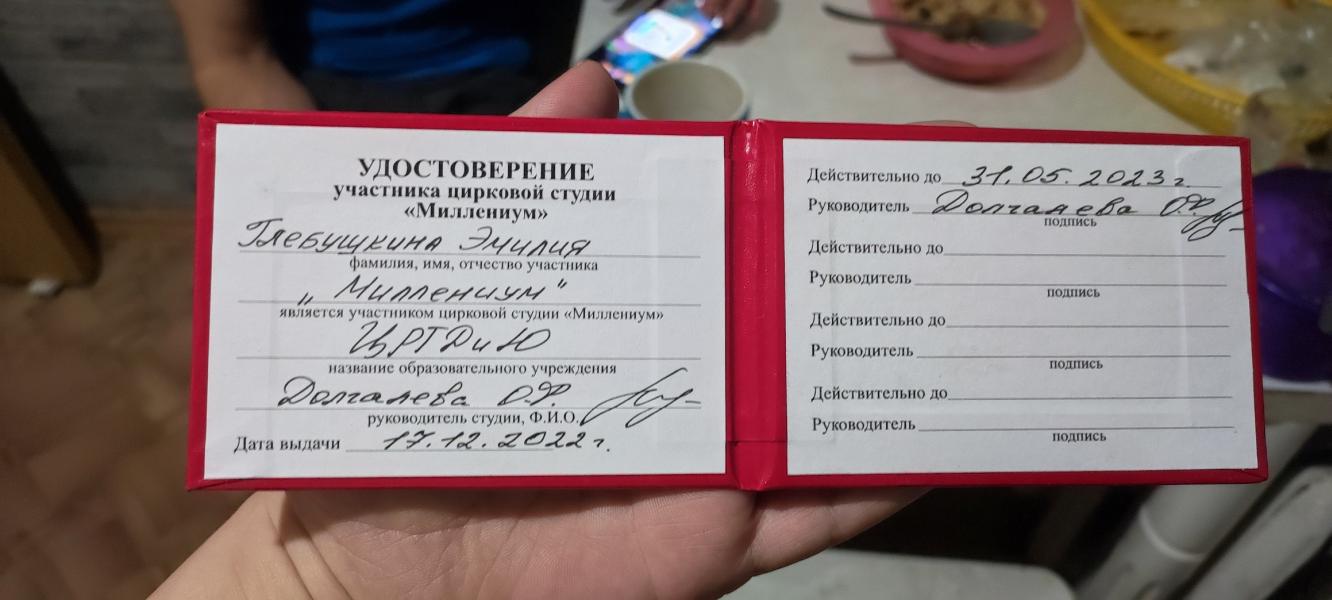 УДОСТОВЕРЕНИЕ
участника цирковой студии
«Миллениум»
Глебушкина Эмилия
фамилия, имя, отчество участника
„Миллениум"
является участником цирковой студии «Миллениум»
ЦРТДиЮ
название образовательного учреждения
Долгалева О.Ф.
руководитель студии, Ф.И.О.
Дата выдачи 17.12.2022 г.
Действительно до 31.05.2023 г.
Руководитель Долгалева О.Ф.
подпись
Действительно до
Руководитель
подпись
Действительно до
Руководитель
подпись
Действительно до
Руководитель
подпись